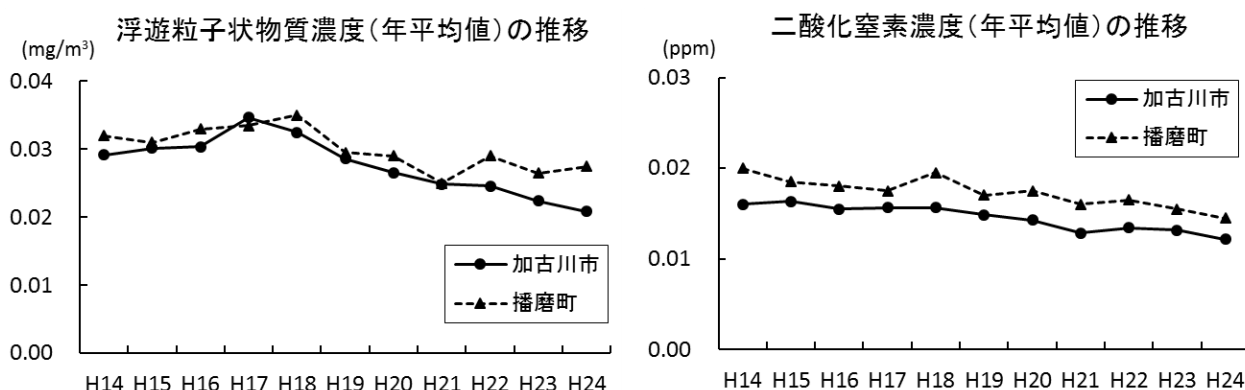 浮遊粒子状物質濃度(年平均値)の推移
(mg/m³)
0.04
0.03
0.02
0.01
0.00
加古川市
播磨町
H14 H15 H16 H17 H18 H19 H20 H21 H22 H23 H24
二酸化窒素濃度(年平均値)の推移
(ppm)
0.03
0.02
0.01
0.00
加古川市
播磨町
H14 H15 H16 H17 H18 H19 H20 H21 H22 H23 H24